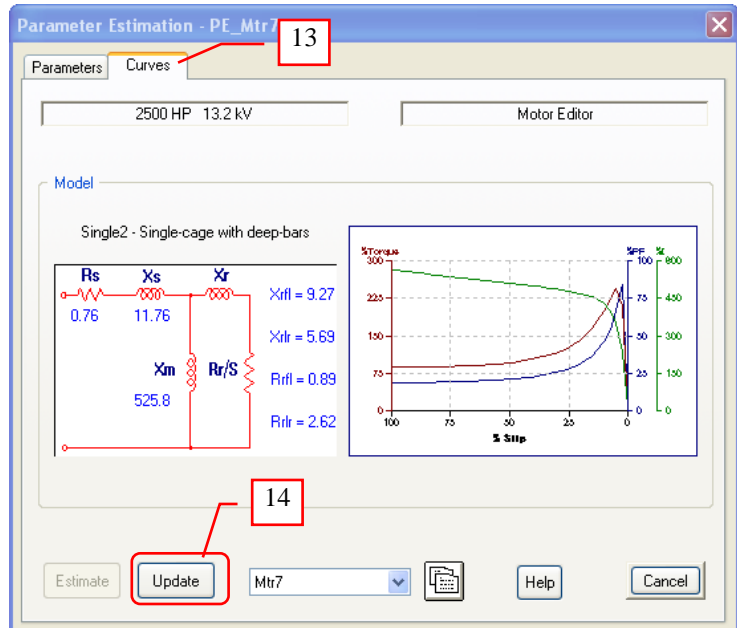 Parameter Estimation - PE_Mtr7
13
Parameters Curves
2500 HP 13.2 kV Motor Editor
Model
Single2 - Single-cage with deep-bars
Rs Xs Xr
0.76 11.76
Xm Rr/S
525.8
Xrfl = 9.27
Xrlr = 5.69
Rrfl = 0.89
Rrlr = 2.62
%Torque %PF %I
300 100 600
225 75 450
150 50 300
75 25 150
0 0 0
100 75 50 25 0
% Slip
14
Estimate Update Mtr7 Help Cancel